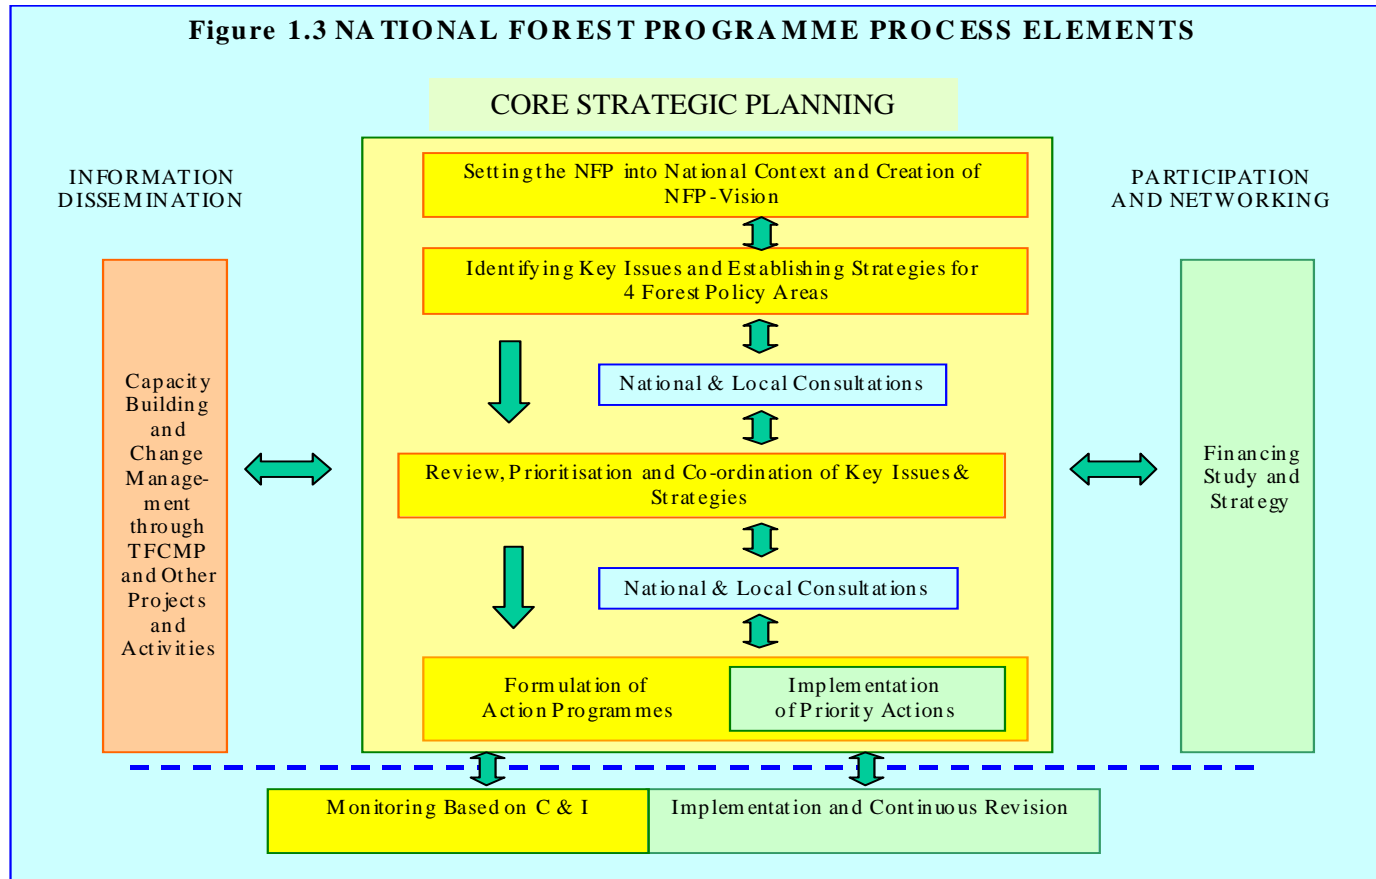 Figure 1.3 NATIONAL FOREST PROGRAMME PROCESS ELEMENTS
CORE STRATEGIC PLANNING
INFORMATION
DISSEMINATION
PARTICIPATION
AND NETWORKING
Setting the NFP into National Context and Creation of
NFP-Vision
Identifying Key Issues and Establishing Strategies for
4 Forest Policy Areas
National & Local Consultations
Review, Prioritisation and Co-ordination of Key Issues &
Strategies
National & Local Consultations
Formulation of
Action Programmes
Implementation
of Priority Actions
Capacity
Building
and
Change
Manage-
ment
through
TFCMP
and Other
Projects
and
Activities
Financing
Study and
Strategy
Monitoring Based on C & I
Implementation and Continuous Revision